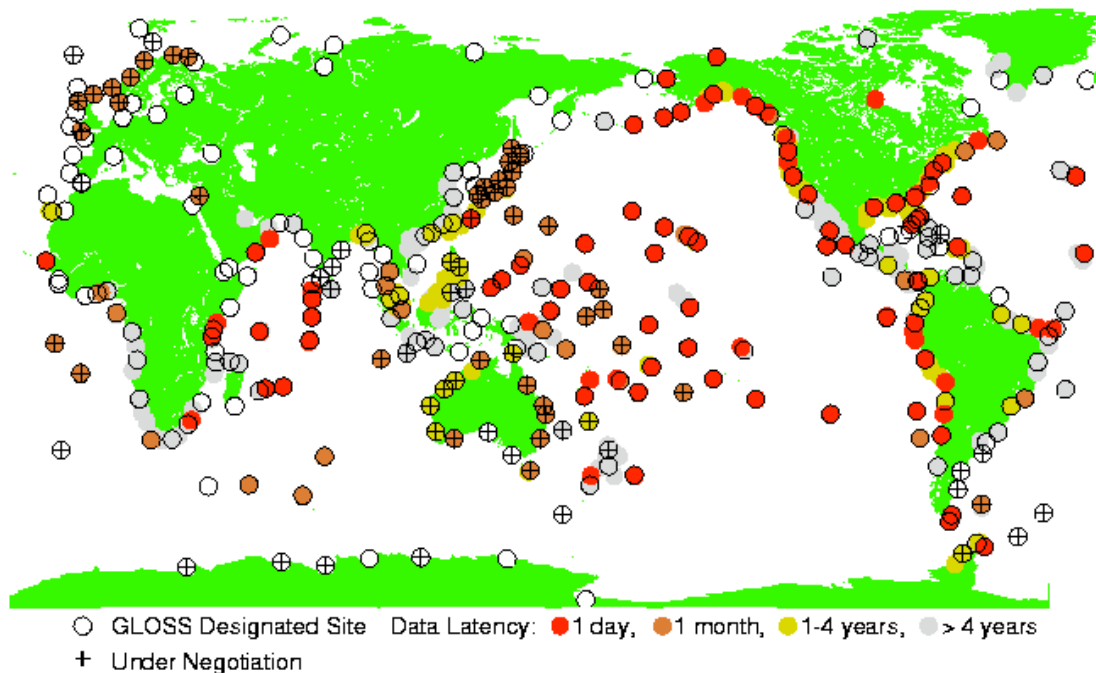 GLOSS Designated Site Data Latency: 1 day, 1 month, 1-4 years, > 4 years
Under Negotiation